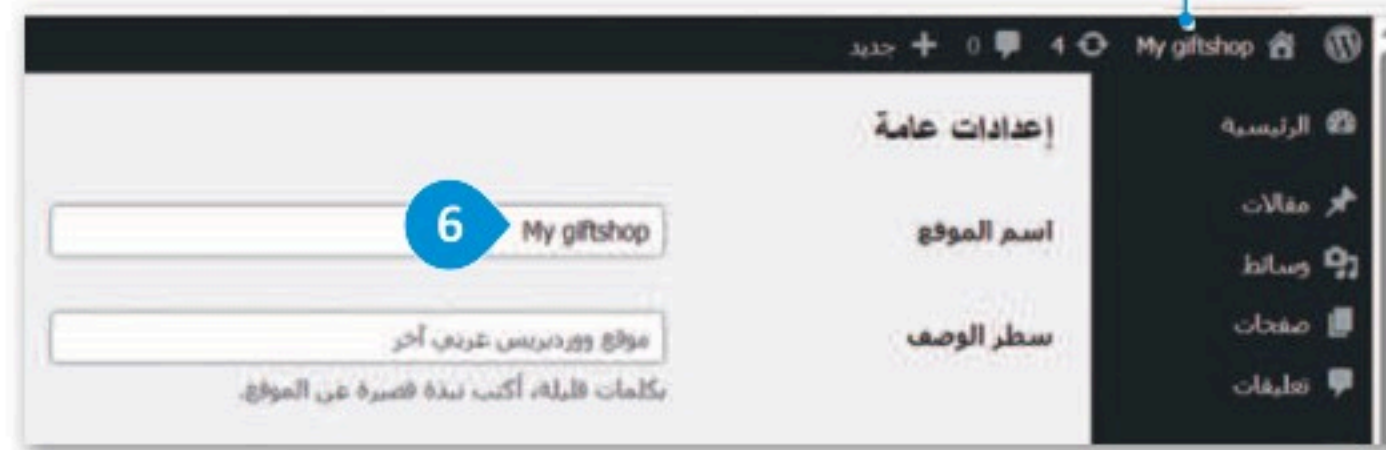 My giftshop 4 0 + جديد
الرئيسية
مقالات
وسائط
صفحات
تعليقات
إعدادات عامة
اسم الموقع
My giftshop
6
سطر الوصف
موقع ووردبريس عربي آخر
بكلمات قليلة، أكتب نبذة قصيرة عن الموقع.